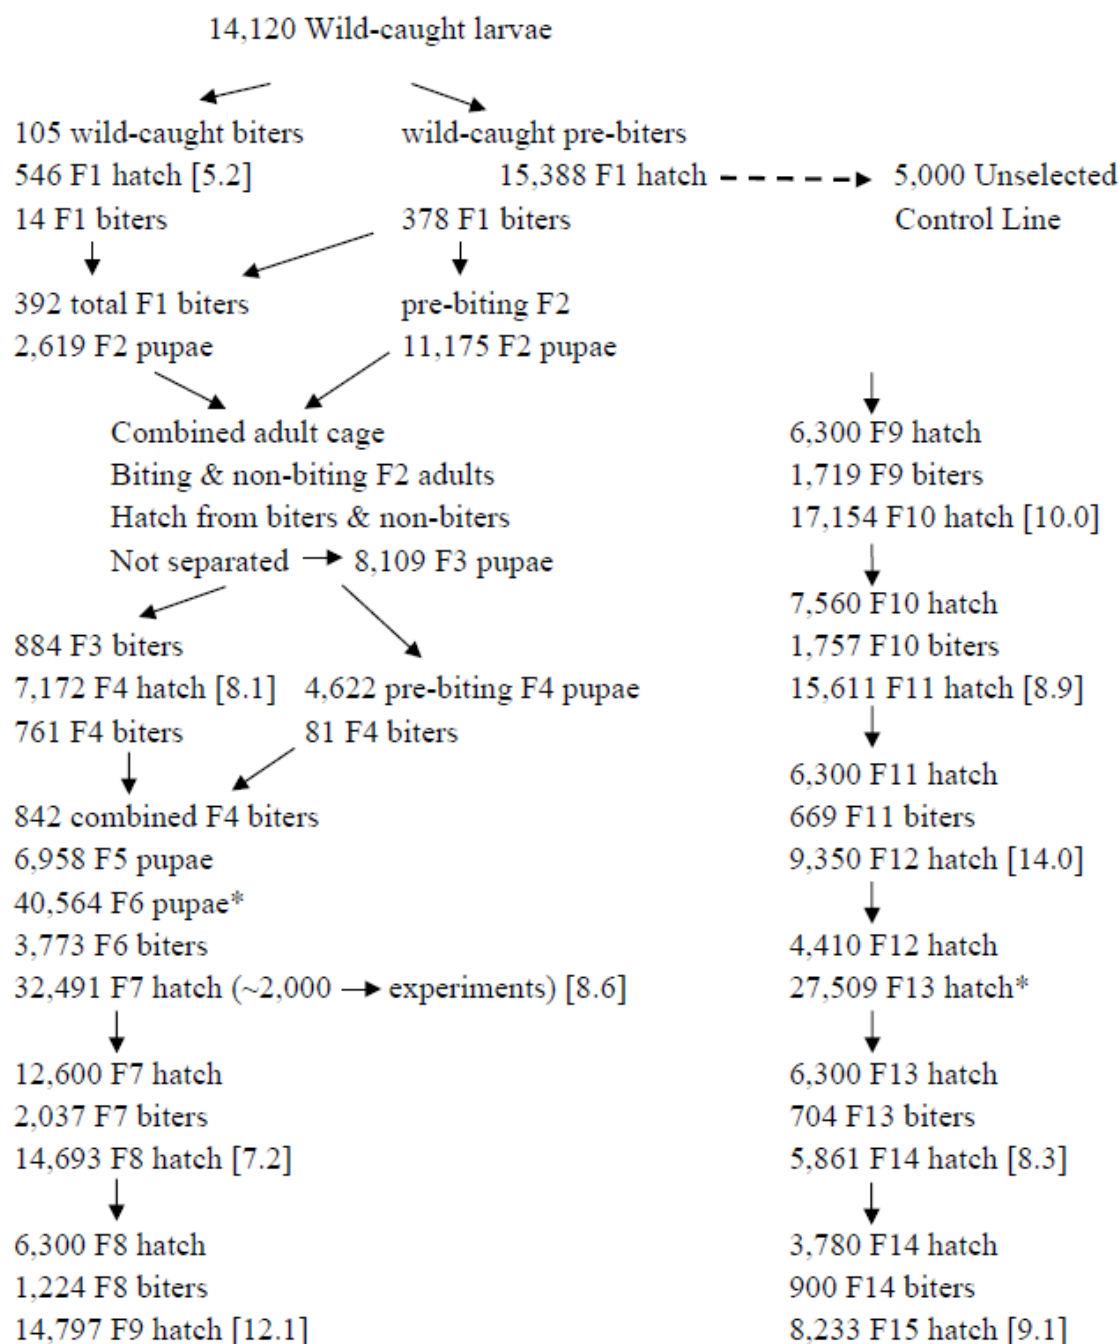 14,120 Wild-caught larvae
105 wild-caught biters
wild-caught pre-biters
546 F1 hatch [5.2]
15,388 F1 hatch
5,000 Unselected
14 F1 biters
378 F1 biters
Control Line
392 total F1 biters
pre-biting F2
2,619 F2 pupae
11,175 F2 pupae
Combined adult cage
Biting & non-biting F2 adults
Hatch from biters & non-biters
Not separated
8,109 F3 pupae
884 F3 biters
7,172 F4 hatch [8.1]
4,622 pre-biting F4 pupae
761 F4 biters
81 F4 biters
842 combined F4 biters
6,958 F5 pupae
40,564 F6 pupae*
3,773 F6 biters
32,491 F7 hatch (~2,000 → experiments) [8.6]
12,600 F7 hatch
2,037 F7 biters
14,693 F8 hatch [7.2]
6,300 F8 hatch
1,224 F8 biters
14,797 F9 hatch [12.1]
6,300 F9 hatch
1,719 F9 biters
17,154 F10 hatch [10.0]
7,560 F10 hatch
1,757 F10 biters
15,611 F11 hatch [8.9]
6,300 F11 hatch
669 F11 biters
9,350 F12 hatch [14.0]
4,410 F12 hatch
27,509 F13 hatch*
6,300 F13 hatch
704 F13 biters
5,861 F14 hatch [8.3]
3,780 F14 hatch
900 F14 biters
8,233 F15 hatch [9.1]